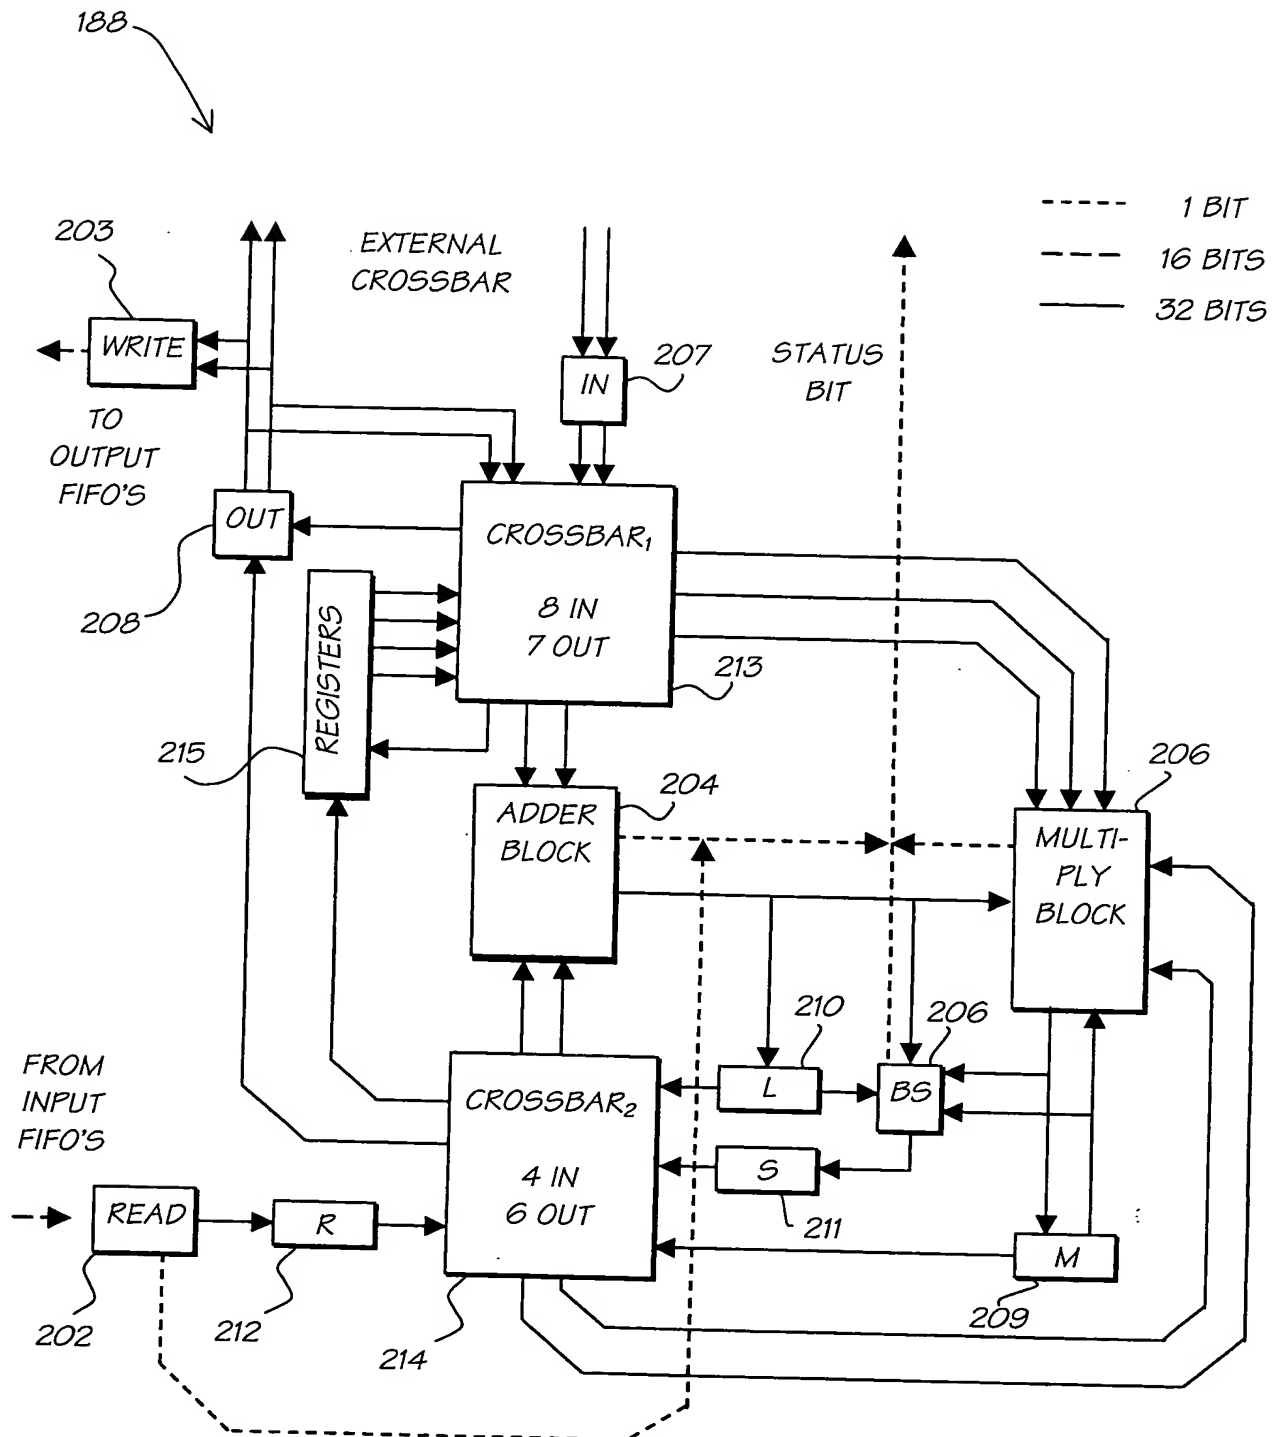 188
203
EXTERNAL
CROSSBAR
1 BIT
16 BITS
32 BITS
WRITE
207
IN
STATUS
BIT
TO
OUTPUT
FIFO'S
OUT
208
CROSSBAR₁
8 IN
7 OUT
213
REGISTERS
215
204
ADDER
BLOCK
206
MULTI-
PLY
BLOCK
210
206
FROM
INPUT
FIFO'S
L
BS
CROSSBAR₂
4 IN
6 OUT
S
211
READ
R
M
202
212
214
209